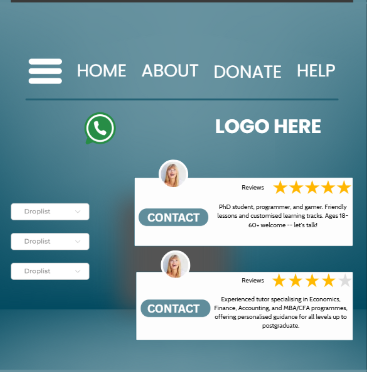 HOME ABOUT DONATE HELP
LOGO HERE
Reviews
CONTACT
PhD student, programmer, and gamer. Friendly
lessons and customised learning tracks. Ages 18-
60+ welcome -- let's talk!
Droplist
Droplist
Droplist
Reviews
CONTACT
Experienced tutor specialising in Economics,
Finance, Accounting, and MBA/CFA programmes,
offering personalised guidance for all levels up to
postgraduate.